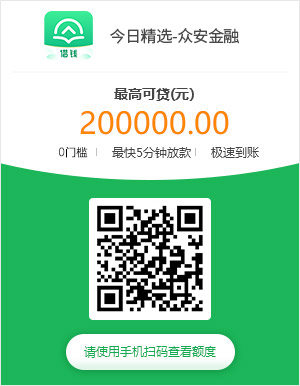 借钱
今日精选-众安金融
最高可贷(元)
200000.00
0门槛 | 最快5分钟放款 | 极速到账
请使用手机扫码查看额度